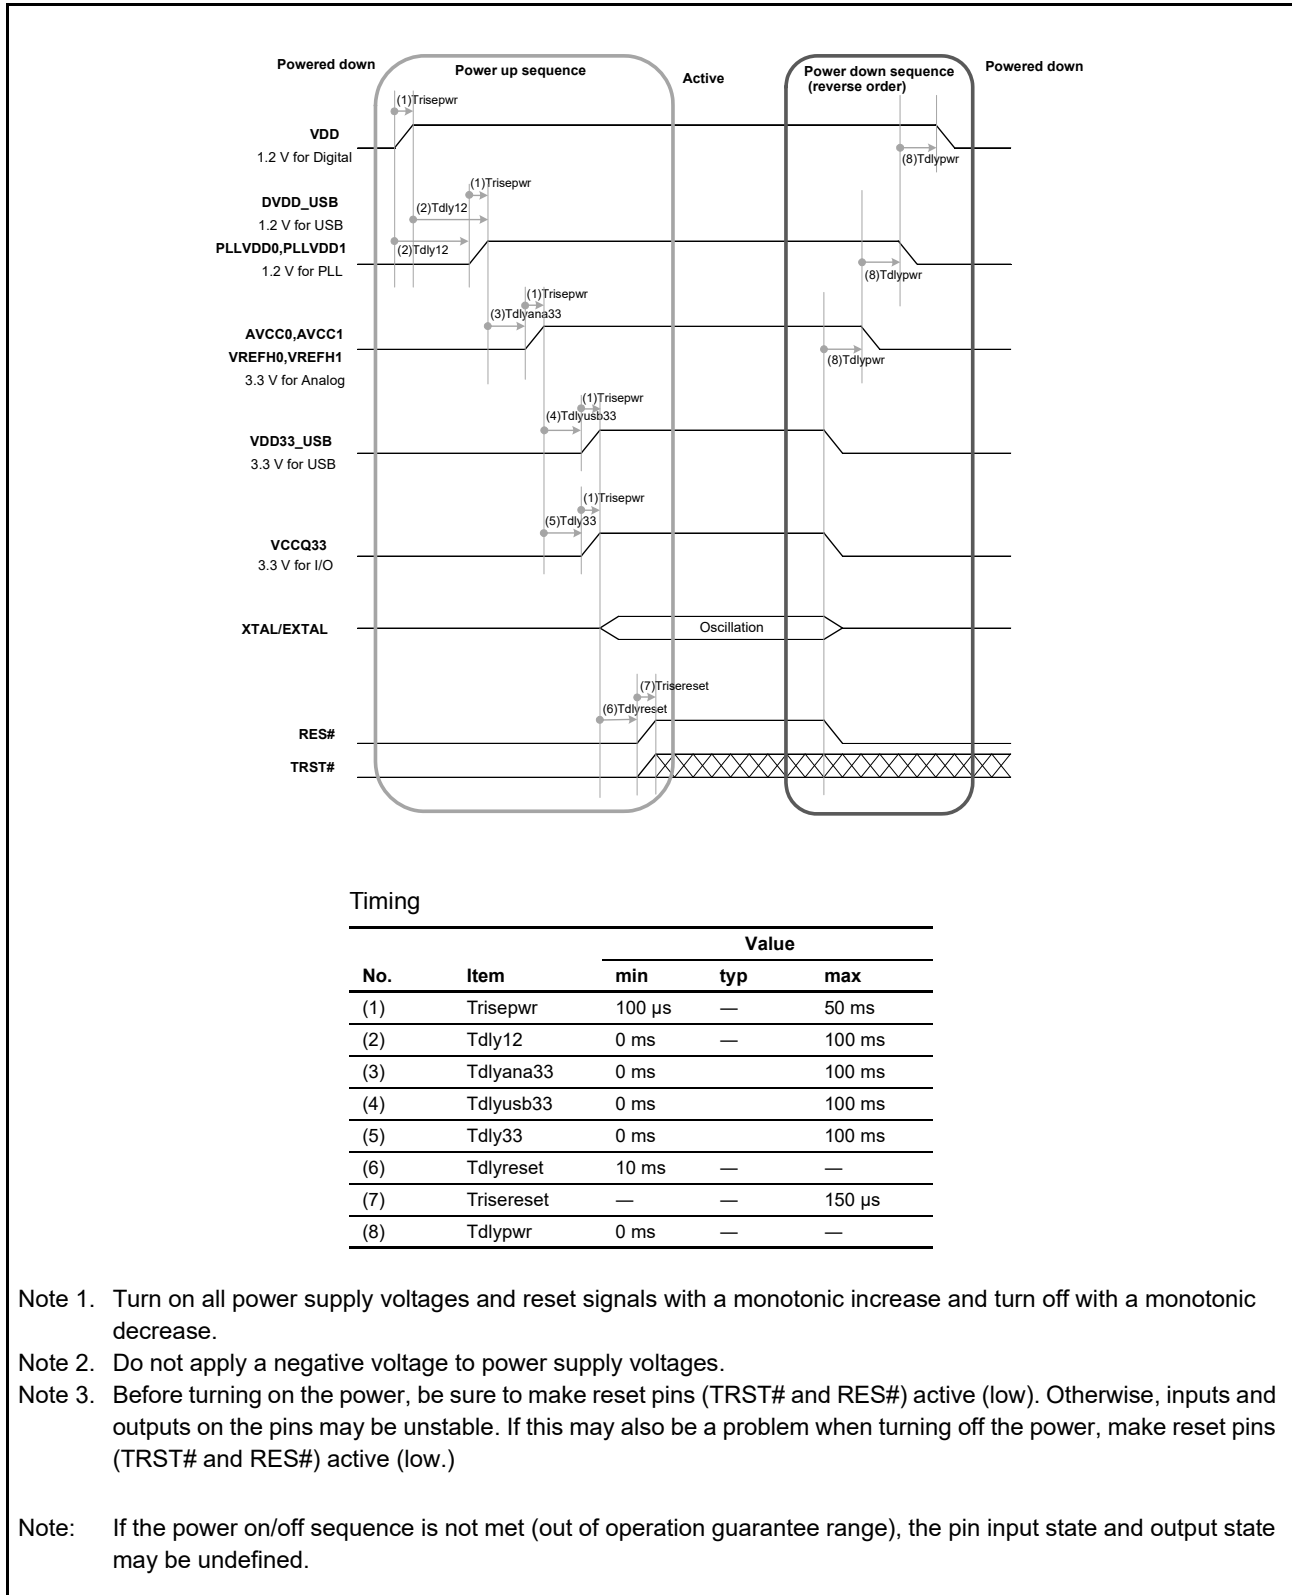 Powered down
Power up sequence
Active
Power down sequence
(reverse order)
Powered down
(1)Trisepwr
VDD
1.2 V for Digital
(8)Tdlypwr
(1)Trisepwr
DVDD_USB
(2)Tdly12
1.2 V for USB
PLLVDD0,PLLVDD1
(2)Tdly12
1.2 V for PLL
(8)Tdlypwr
(1)Trisepwr
(3)Tdlyana33
AVCC0,AVCC1
VREFH0,VREFH1
(8)Tdlypwr
3.3 V for Analog
(1)Trisepwr
(4)Tdlyusb33
VDD33_USB
3.3 V for USB
(1)Trisepwr
(5)Tdly33
VCCQ33
3.3 V for I/O
XTAL/EXTAL
Oscillation
(7)Trisereset
(6)Tdlyreset
RES#
TRST#
Timing
Value
No. Item min typ max
(1) Trisepwr 100 μs — 50 ms
(2) Tdly12 0 ms — 100 ms
(3) Tdlyana33 0 ms 100 ms
(4) Tdlyusb33 0 ms 100 ms
(5) Tdly33 0 ms 100 ms
(6) Tdlyreset 10 ms — —
(7) Trisereset — — 150 μs
(8) Tdlypwr 0 ms — —
Note 1. Turn on all power supply voltages and reset signals with a monotonic increase and turn off with a monotonic
decrease.
Note 2. Do not apply a negative voltage to power supply voltages.
Note 3. Before turning on the power, be sure to make reset pins (TRST# and RES#) active (low). Otherwise, inputs and
outputs on the pins may be unstable. If this may also be a problem when turning off the power, make reset pins
(TRST# and RES#) active (low.)
Note: If the power on/off sequence is not met (out of operation guarantee range), the pin input state and output state
may be undefined.